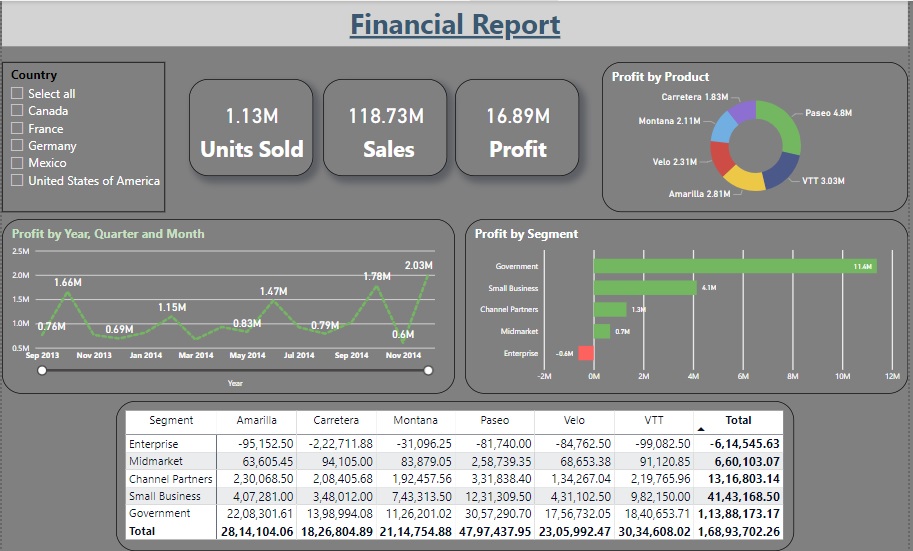 Financial Report
Country
Select all
Canada
France
Germany
Mexico
United States of America
1.13M
Units Sold
118.73M
Sales
16.89M
Profit
Profit by Product
Carretera 1.83M
Montana 2.11M
Paseo 4.8M
Velo 2.31M
VTT 3.03M
Amarilla 2.81M
Profit by Year, Quarter and Month
2.5M
2.0M
1.5M
1.0M
0.5M
0.76M
1.66M
0.69M
1.15M
0.83M
1.47M
0.79M
1.78M
0.6M
2.03M
Sep 2013 Nov 2013 Jan 2014 Mar 2014 May 2014 Jul 2014 Sep 2014 Nov 2014
Year
Profit by Segment
Government 11.4M
Small Business 4.1M
Channel Partners 1.3M
Midmarket 0.7M
Enterprise -0.6M
-2M 0M 2M 4M 6M 8M 10M 12M
Segment Amarilla Carretera Montana Paseo Velo VTT Total
Enterprise -95,152.50 -2,22,711.88 -31,096.25 -81,740.00 -84,762.50 -99,082.50 -6,14,545.63
Midmarket 63,605.45 94,105.00 83,879.05 2,58,739.35 68,653.38 91,120.85 6,60,103.07
Channel Partners 2,30,068.50 2,08,405.68 1,92,457.56 3,31,838.40 1,34,267.04 2,19,765.96 13,16,803.14
Small Business 4,07,281.00 3,48,012.00 7,43,313.50 12,31,309.50 4,31,102.50 9,82,150.00 41,43,168.50
Government 22,08,301.61 13,98,994.08 11,26,201.02 30,57,290.70 17,56,732.05 18,40,653.71 1,13,88,173.17
Total 28,14,104.06 18,26,804.89 21,14,754.88 47,97,437.95 23,05,992.47 30,34,608.02 1,68,93,702.26